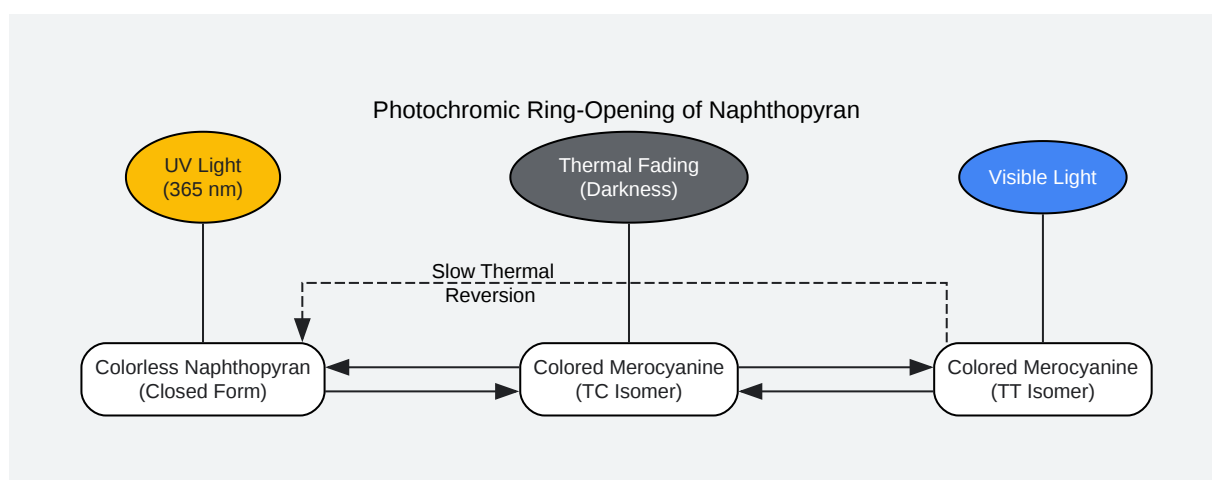 Photochromic Ring-Opening of Naphthopyran
UV Light
(365 nm)
Thermal Fading
(Darkness)
Visible Light
Slow Thermal
Reversion
Colorless Naphthopyran
(Closed Form)
Colored Merocyanine
(TC Isomer)
Colored Merocyanine
(TT Isomer)